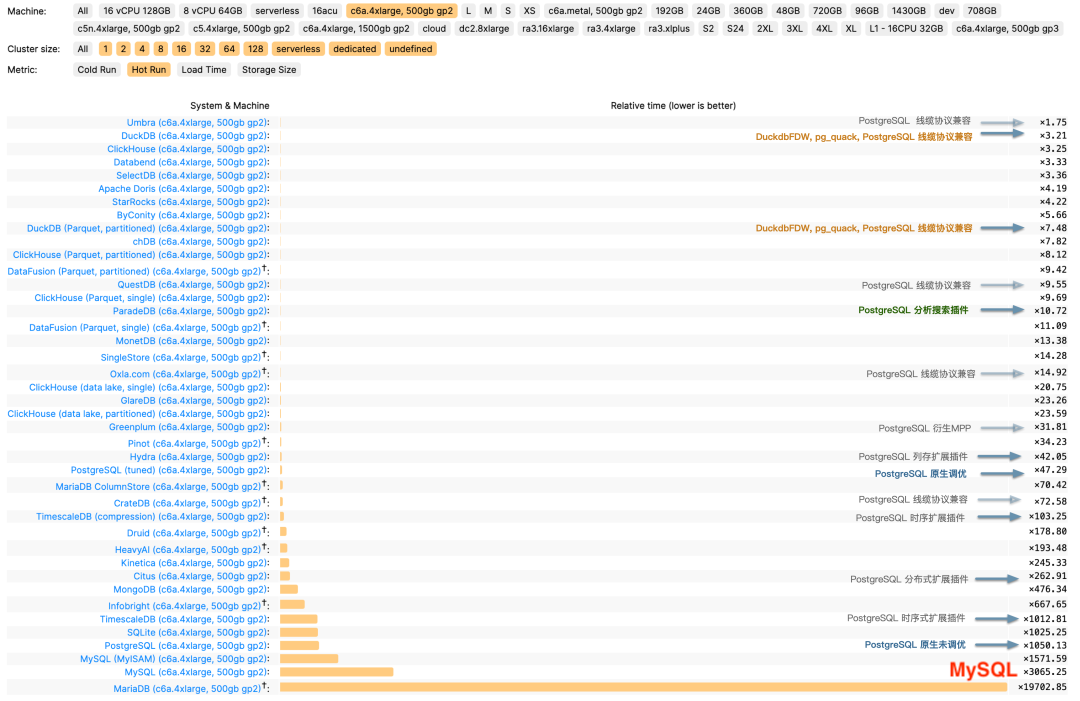 Machine: All 16 vCPU 128GB 8 vCPU 64GB serverless 16acu c6a.4xlarge, 500gb gp2 L M S XS c6a.metal, 500gb gp2 192GB 24GB 360GB 48GB 720GB 96GB 1430GB dev 708GB
c5n.4xlarge, 500gb gp2 c5.4xlarge, 500gb gp2 c6a.4xlarge, 1500gb gp2 cloud dc2.8xlarge ra3.16xlarge ra3.4xlarge ra3.xlplus S2 S24 2XL 3XL 4XL XL L1 - 16CPU 32GB c6a.4xlarge, 500gb gp3
Cluster size: All 1 2 4 8 16 32 64 128 serverless dedicated undefined
Metric: Cold Run Hot Run Load Time Storage Size
System & Machine Relative time (lower is better)
Umbra (c6a.4xlarge, 500gb gp2): PostgreSQL 线缆协议兼容 ×1.75
DuckDB (c6a.4xlarge, 500gb gp2): DuckdbFDW, pg_quack, PostgreSQL 线缆协议兼容 ×3.21
ClickHouse (c6a.4xlarge, 500gb gp2): ×3.25
Databend (c6a.4xlarge, 500gb gp2): ×3.33
SelectDB (c6a.4xlarge, 500gb gp2): ×3.36
Apache Doris (c6a.4xlarge, 500gb gp2): ×4.19
StarRocks (c6a.4xlarge, 500gb gp2): ×4.22
ByConity (c6a.4xlarge, 500gb gp2): ×5.66
DuckDB (Parquet, partitioned) (c6a.4xlarge, 500gb gp2): DuckdbFDW, pg_quack, PostgreSQL 线缆协议兼容 ×7.48
chDB (c6a.4xlarge, 500gb gp2): ×7.82
ClickHouse (Parquet, partitioned) (c6a.4xlarge, 500gb gp2): ×8.12
DataFusion (Parquet, partitioned) (c6a.4xlarge, 500gb gp2)†: ×9.42
QuestDB (c6a.4xlarge, 500gb gp2): PostgreSQL 线缆协议兼容 ×9.55
ClickHouse (Parquet, single) (c6a.4xlarge, 500gb gp2): ×9.69
ParadeDB (c6a.4xlarge, 500gb gp2): PostgreSQL 分析搜索插件 ×10.72
DataFusion (Parquet, single) (c6a.4xlarge, 500gb gp2)†: ×11.09
MonetDB (c6a.4xlarge, 500gb gp2): ×13.38
SingleStore (c6a.4xlarge, 500gb gp2)†: ×14.28
Oxla.com (c6a.4xlarge, 500gb gp2)†: PostgreSQL 线缆协议兼容 ×14.92
ClickHouse (data lake, single) (c6a.4xlarge, 500gb gp2): ×20.75
GlareDB (c6a.4xlarge, 500gb gp2): ×23.26
ClickHouse (data lake, partitioned) (c6a.4xlarge, 500gb gp2): ×23.59
Greenplum (c6a.4xlarge, 500gb gp2): PostgreSQL 衍生MPP ×31.81
Pinot (c6a.4xlarge, 500gb gp2)†: ×34.23
Hydra (c6a.4xlarge, 500gb gp2): PostgreSQL 列存扩展插件 ×42.05
PostgreSQL (tuned) (c6a.4xlarge, 500gb gp2): PostgreSQL 原生调优 ×47.29
MariaDB ColumnStore (c6a.4xlarge, 500gb gp2)†: ×70.42
CrateDB (c6a.4xlarge, 500gb gp2)†: PostgreSQL 线缆协议兼容 ×72.58
TimescaleDB (compression) (c6a.4xlarge, 500gb gp2): PostgreSQL 时序扩展插件 ×103.25
Druid (c6a.4xlarge, 500gb gp2)†: ×178.80
HeavyAI (c6a.4xlarge, 500gb gp2)†: ×193.48
Kinetica (c6a.4xlarge, 500gb gp2): ×245.33
Citus (c6a.4xlarge, 500gb gp2): PostgreSQL 分布式扩展插件 ×262.91
MongoDB (c6a.4xlarge, 500gb gp2): ×476.34
Infobright (c6a.4xlarge, 500gb gp2)†: ×667.65
TimescaleDB (c6a.4xlarge, 500gb gp2): PostgreSQL 时序式扩展插件 ×1012.81
SQLite (c6a.4xlarge, 500gb gp2): ×1025.25
PostgreSQL (c6a.4xlarge, 500gb gp2): PostgreSQL 原生未调优 ×1050.13
MySQL (MyISAM) (c6a.4xlarge, 500gb gp2): ×1571.59
MySQL (c6a.4xlarge, 500gb gp2): MySQL ×3065.25
MariaDB (c6a.4xlarge, 500gb gp2)†: ×19702.85